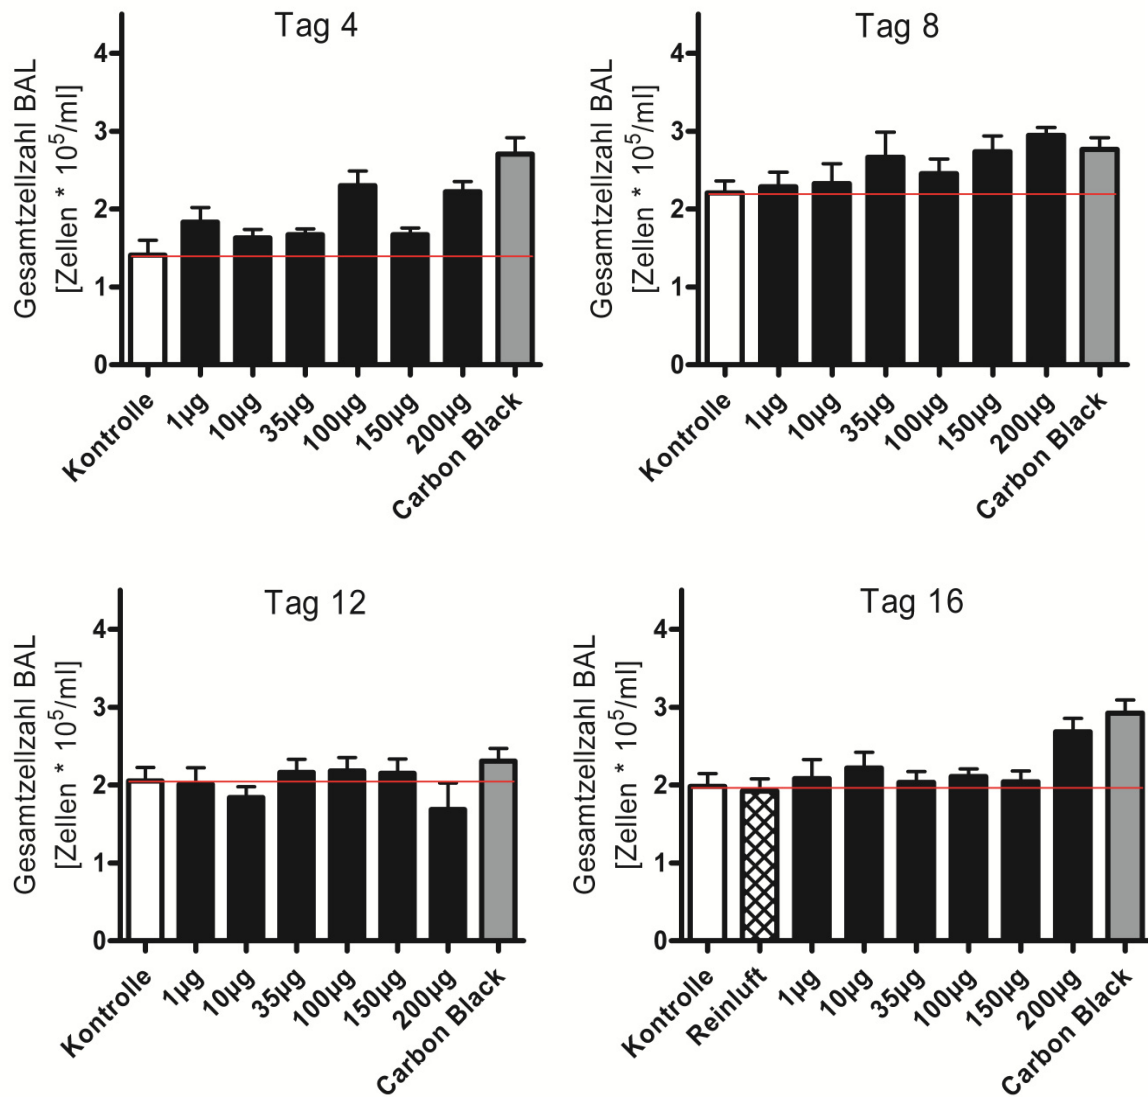 Tag 4
Gesamtzellzahl BAL
[Zellen * 10⁵/ml]
4
3
2
1
0
Kontrolle
1µg
10µg
35µg
100µg
150µg
200µg
Carbon Black
Tag 8
Gesamtzellzahl BAL
[Zellen * 10⁵/ml]
4
3
2
1
0
Kontrolle
1µg
10µg
35µg
100µg
150µg
200µg
Carbon Black
Tag 12
Gesamtzellzahl BAL
[Zellen * 10⁵/ml]
4
3
2
1
0
Kontrolle
1µg
10µg
35µg
100µg
150µg
200µg
Carbon Black
Tag 16
Gesamtzellzahl BAL
[Zellen * 10⁵/ml]
4
3
2
1
0
Kontrolle
Reinluft
1µg
10µg
35µg
100µg
150µg
200µg
Carbon Black